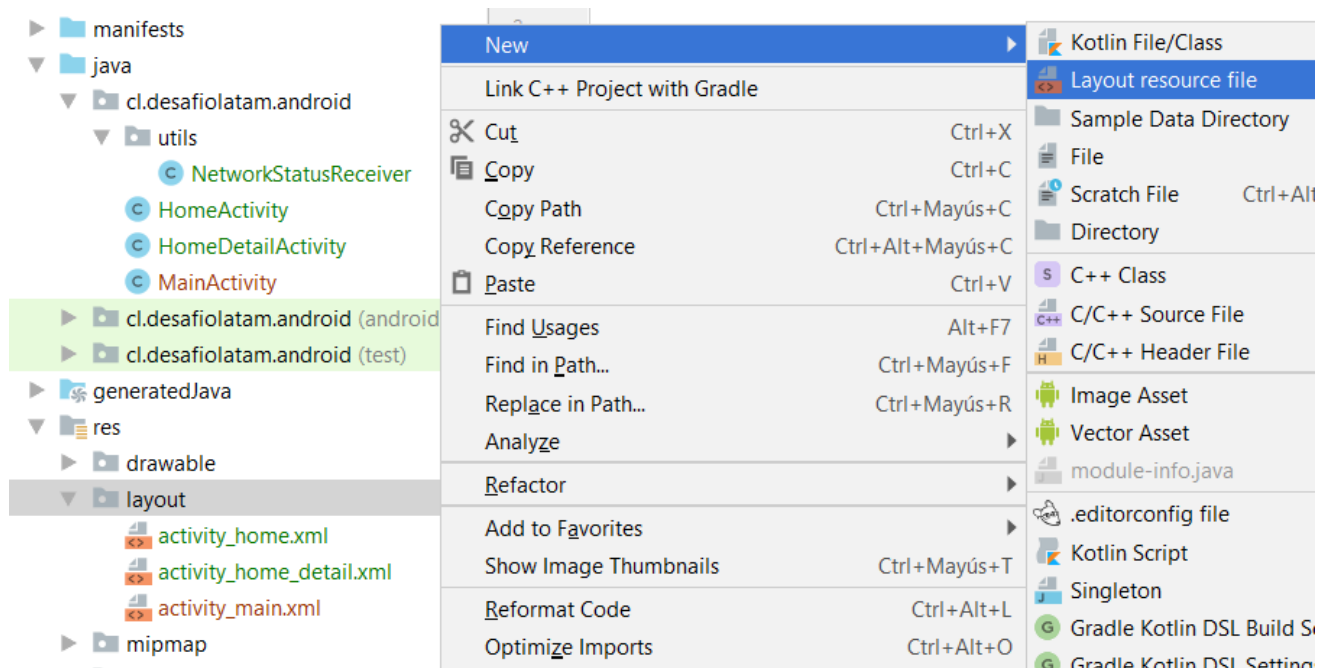 manifests
java
cl.desafiolatam.android
utils
NetworkStatusReceiver
HomeActivity
HomeDetailActivity
MainActivity
cl.desafiolatam.android (android
cl.desafiolatam.android (test)
generatedJava
res
drawable
layout
activity_home.xml
activity_home_detail.xml
activity_main.xml
mipmap
New
Link C++ Project with Gradle
Cut Ctrl+X
Copy Ctrl+C
Copy Path Ctrl+Mayús+C
Copy Reference Ctrl+Alt+Mayús+C
Paste Ctrl+V
Find Usages Alt+F7
Find in Path... Ctrl+Mayús+F
Replace in Path... Ctrl+Mayús+R
Analyze
Refactor
Add to Favorites
Show Image Thumbnails Ctrl+Mayús+T
Reformat Code Ctrl+Alt+L
Optimize Imports Ctrl+Alt+O
Kotlin File/Class
Layout resource file
Sample Data Directory
File
Scratch File Ctrl+Alt
Directory
C++ Class
C/C++ Source File
C/C++ Header File
Image Asset
Vector Asset
module-info.java
.editorconfig file
Kotlin Script
Singleton
Gradle Kotlin DSL Build
Gradle Kotlin DSL Setting